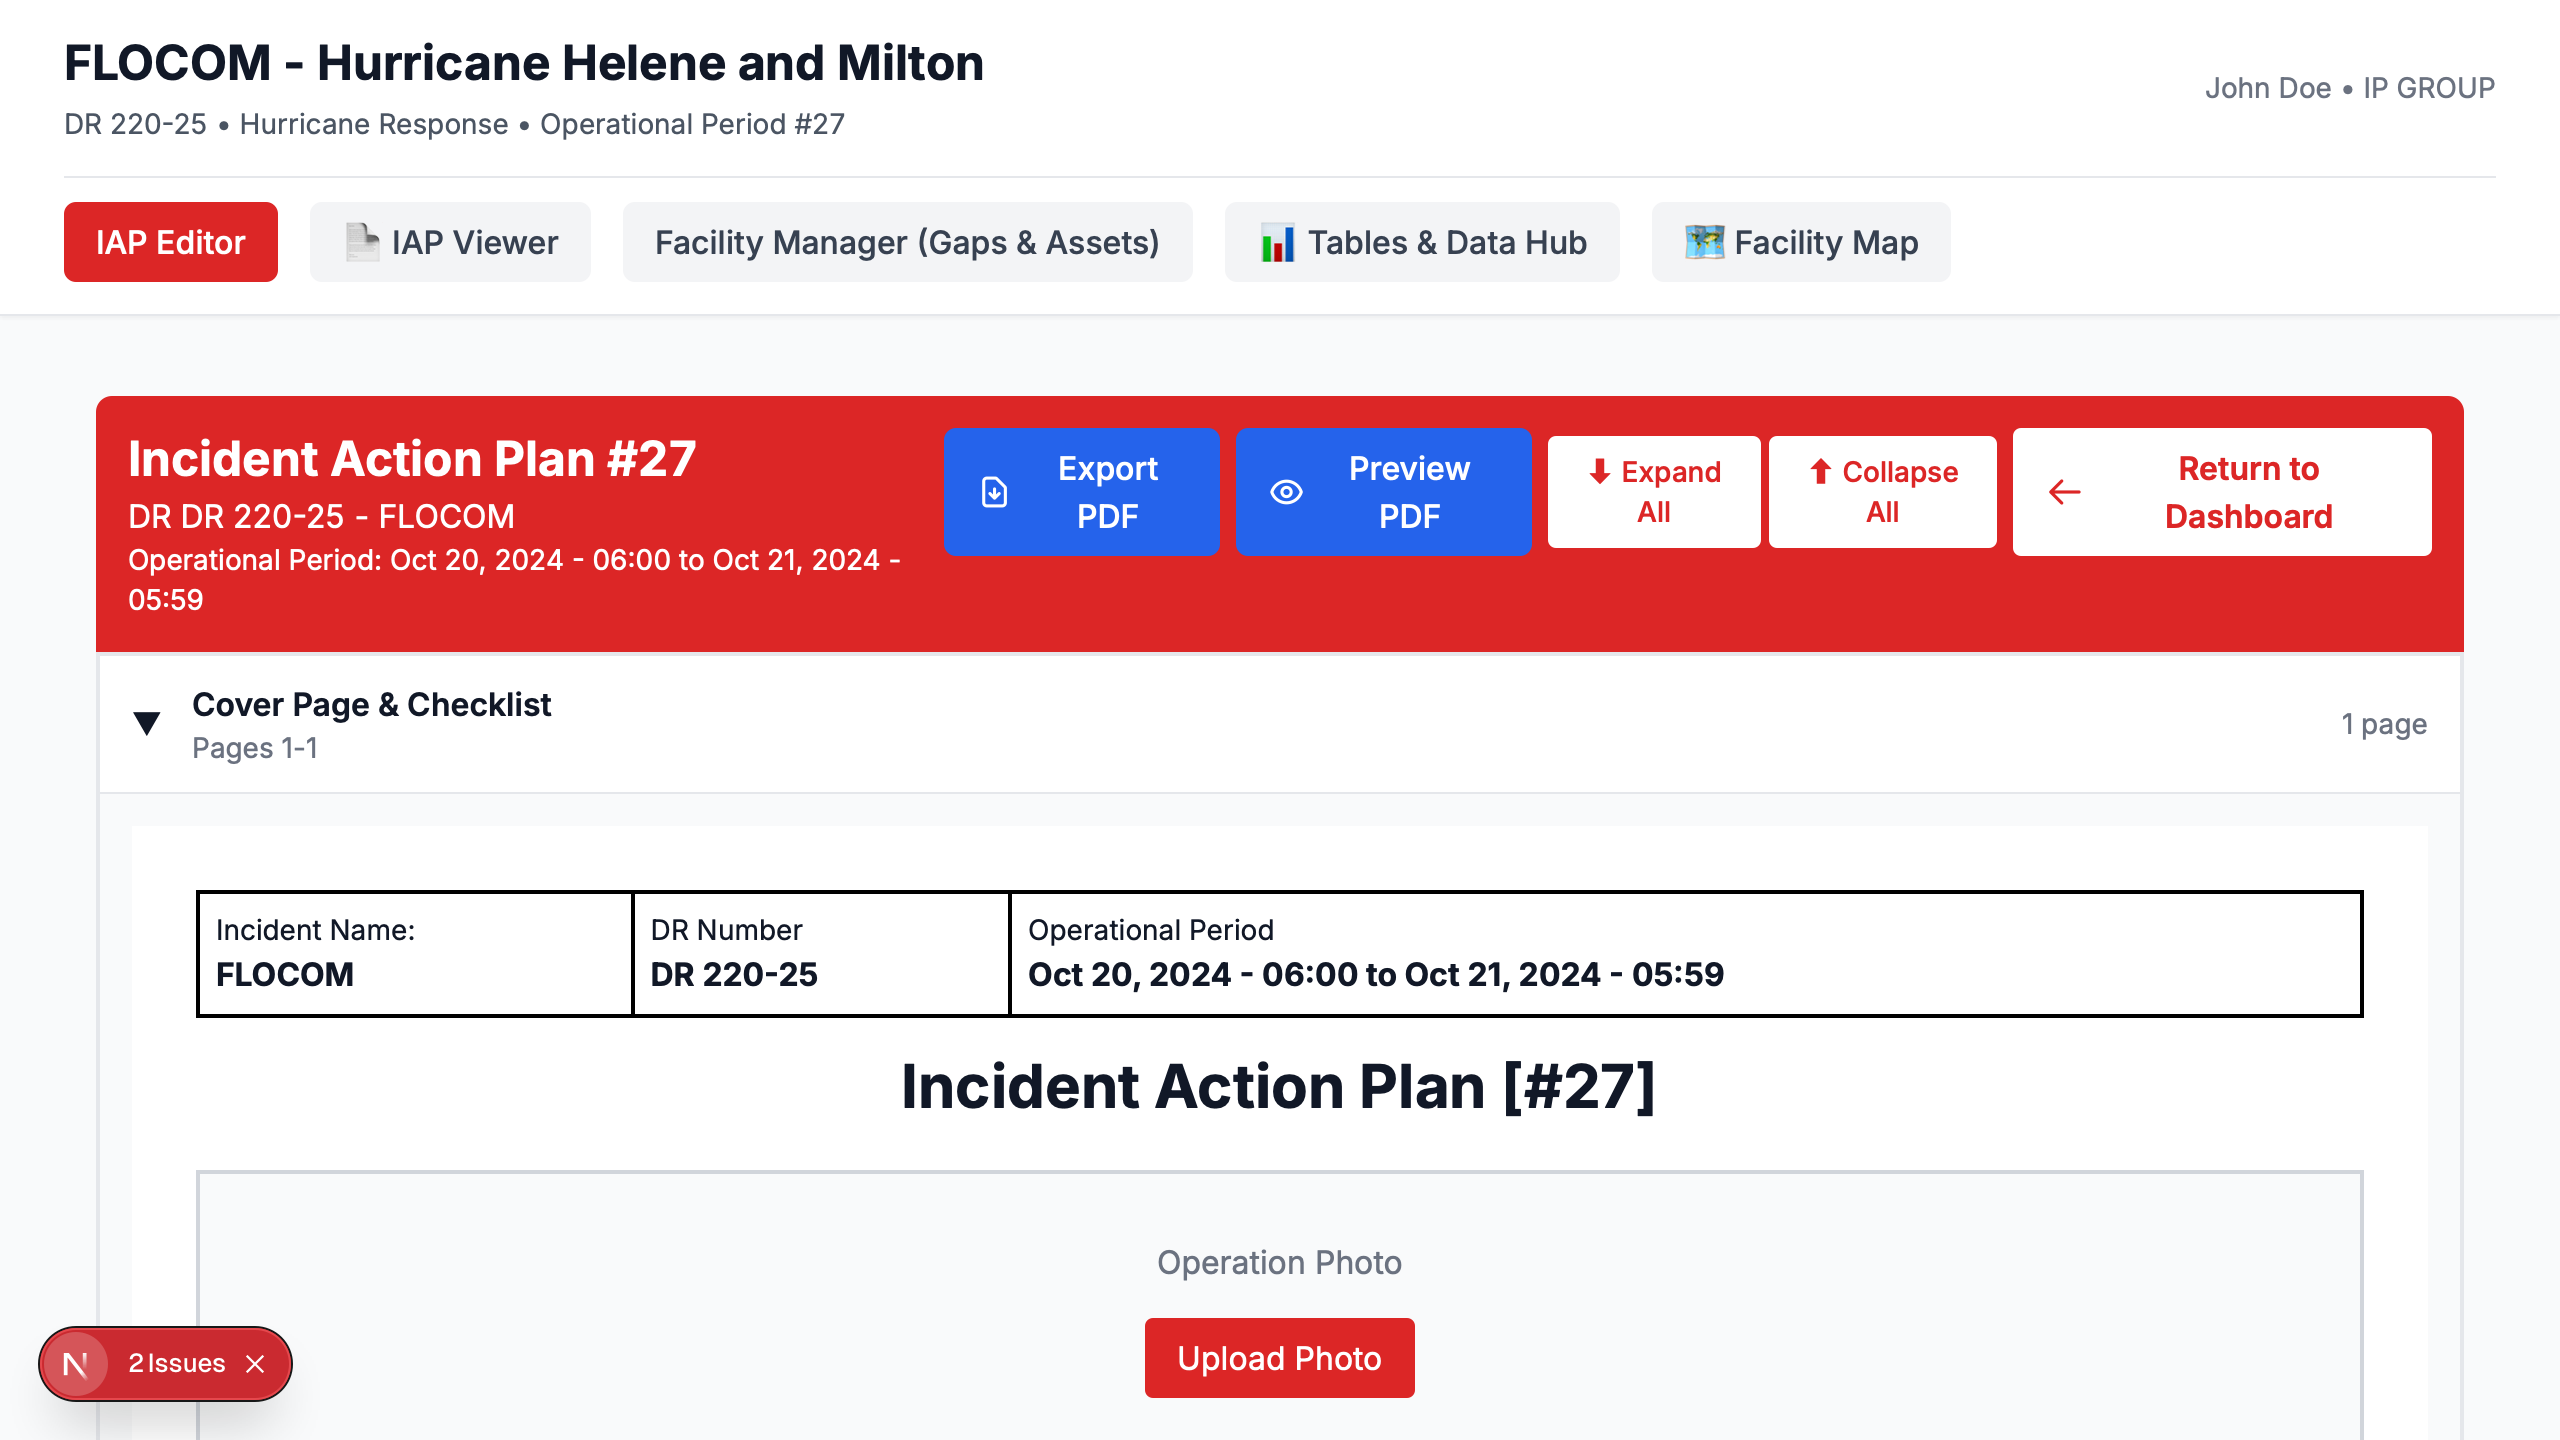 FLOCOM - Hurricane Helene and Milton
DR 220-25 • Hurricane Response • Operational Period #27
John Doe • IP GROUP
IAP Editor
IAP Viewer
Facility Manager (Gaps & Assets)
Tables & Data Hub
Facility Map
Incident Action Plan #27
DR DR 220-25 - FLOCOM
Operational Period: Oct 20, 2024 - 06:00 to Oct 21, 2024 -
05:59
Export
PDF
Preview
PDF
⬇ Expand
All
⬆ Collapse
All
Return to
Dashboard
▼
Cover Page & Checklist
Pages 1-1
1 page
Incident Name:
FLOCOM
DR Number
DR 220-25
Operational Period
Oct 20, 2024 - 06:00 to Oct 21, 2024 - 05:59
Incident Action Plan [#27]
Operation Photo
Upload Photo
N
2 Issues